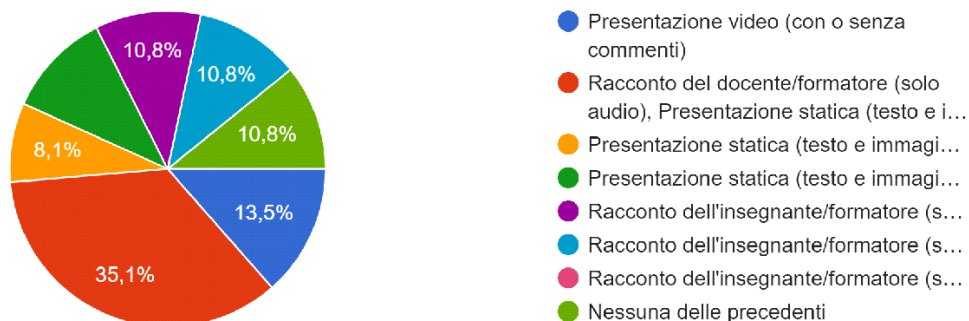 10,8%
10,8%
10,8%
8,1%
13,5%
35,1%
Presentazione video (con o senza
commenti)
Racconto del docente/formatore (solo
audio), Presentazione statica (testo e i…
Presentazione statica (testo e immagi…
Presentazione statica (testo e immagi…
Racconto dell'insegnante/formatore (s…
Racconto dell'insegnante/formatore (s…
Racconto dell'insegnante/formatore (s…
Nessuna delle precedenti